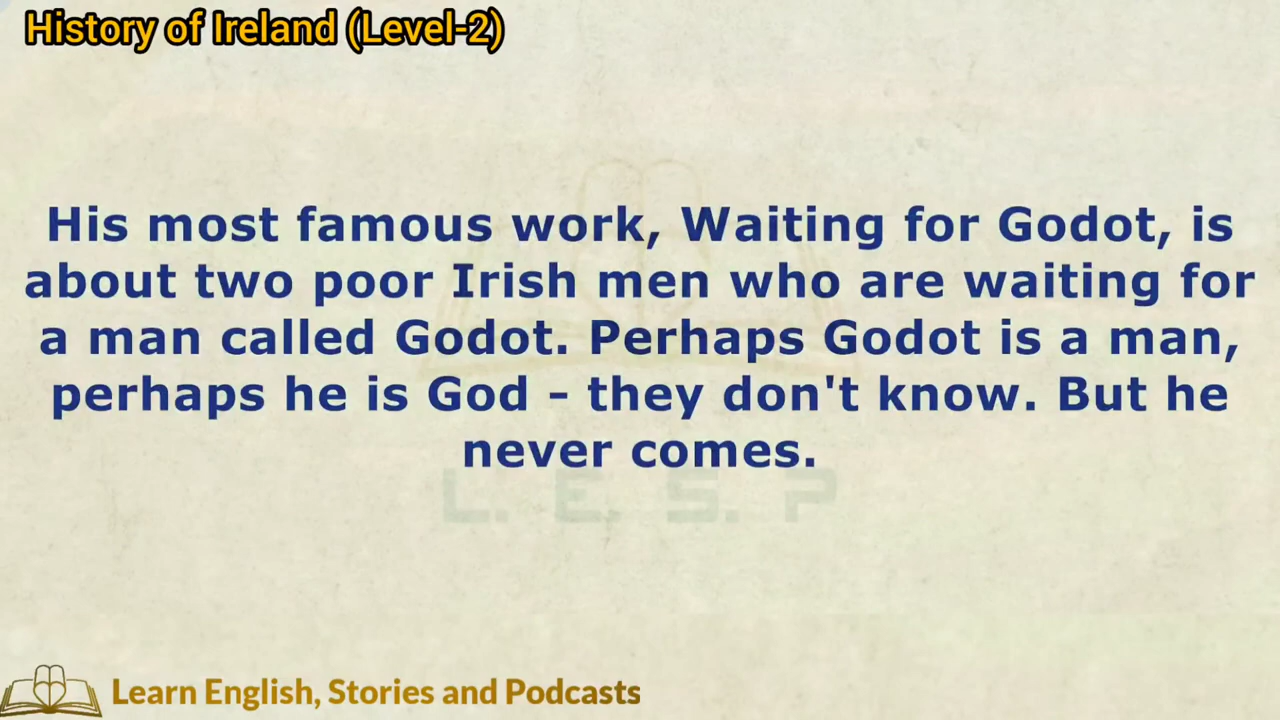 History of Ireland (Level-2)
His most famous work, Waiting for Godot, is
about two poor Irish men who are waiting for
a man called Godot. Perhaps Godot is a man,
perhaps he is God - they don't know. But he
never comes.
L. E. S. P
Learn English, Stories and Podcasts